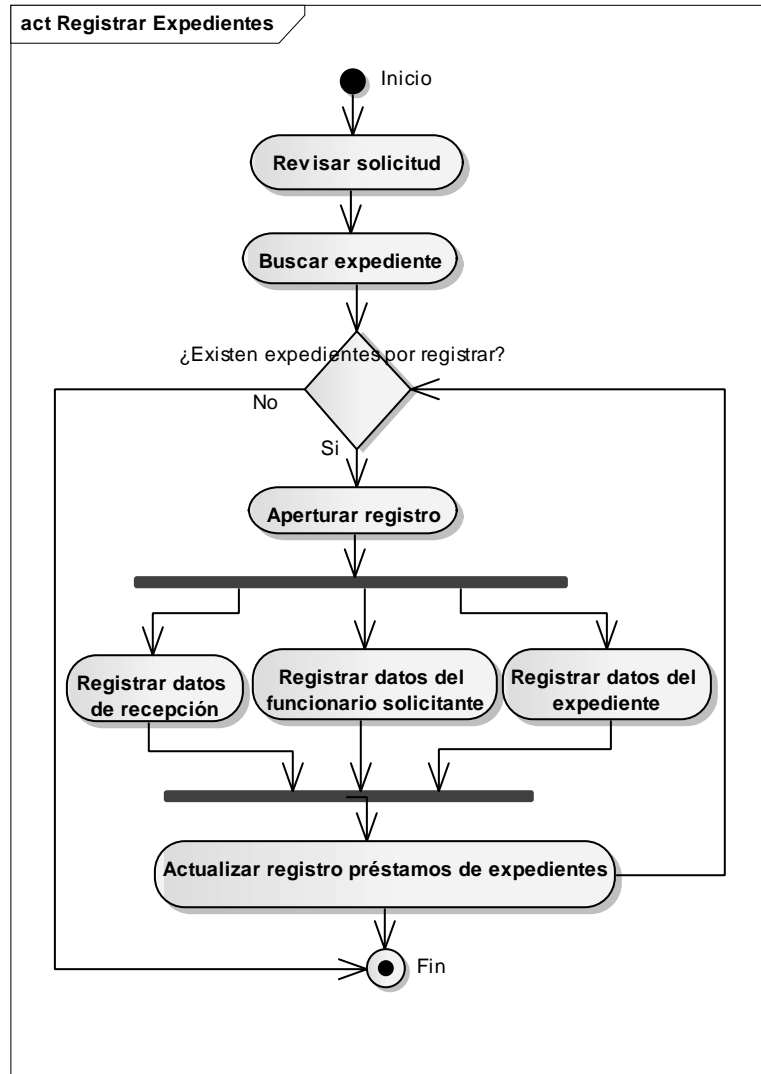 act Registrar Expedientes
Inicio
Revisar solicitud
Buscar expediente
¿Existen expedientes por registrar?
No
Si
Aperturar registro
Registrar datos
de recepción
Registrar datos del
funcionario solicitante
Registrar datos del
expediente
Actualizar registro préstamos de expedientes
Fin